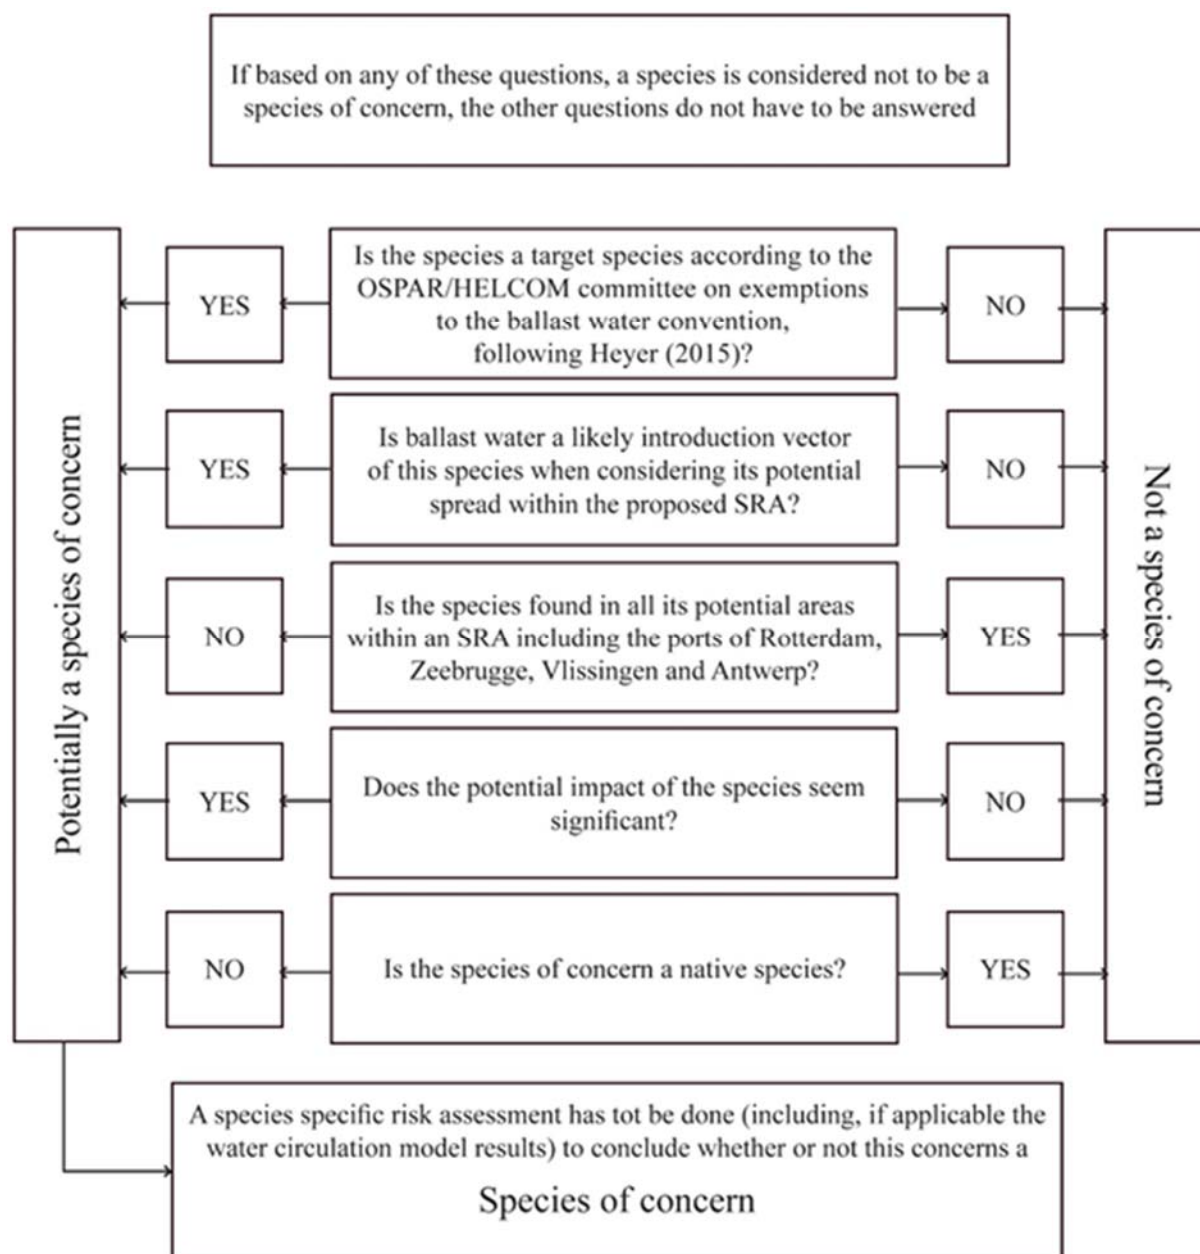 If based on any of these questions, a species is considered not to be a
species of concern, the other questions do not have to be answered
Potentially a species of concern
YES
Is the species a target species according to the
OSPAR/HELCOM committee on exemptions
to the ballast water convention,
following Heyer (2015)?
NO
YES
Is ballast water a likely introduction vector
of this species when considering its potential
spread within the proposed SRA?
NO
NO
Is the species found in all its potential areas
within an SRA including the ports of Rotterdam,
Zeebrugge, Vlissingen and Antwerp?
YES
YES
Does the potential impact of the species seem
significant?
NO
NO
Is the species of concern a native species?
YES
Not a species of concern
A species specific risk assessment has tot be done (including, if applicable the
water circulation model results) to conclude whether or not this concerns a
Species of concern